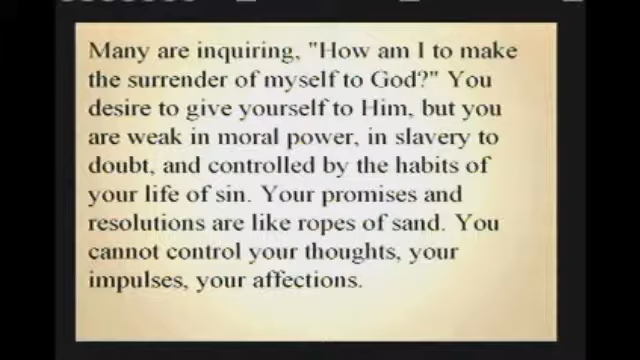 Many are inquiring, "How am I to make
the surrender of myself to God?" You
desire to give yourself to Him, but you
are weak in moral power, in slavery to
doubt, and controlled by the habits of
your life of sin. Your promises and
resolutions are like ropes of sand. You
cannot control your thoughts, your
impulses, your affections.